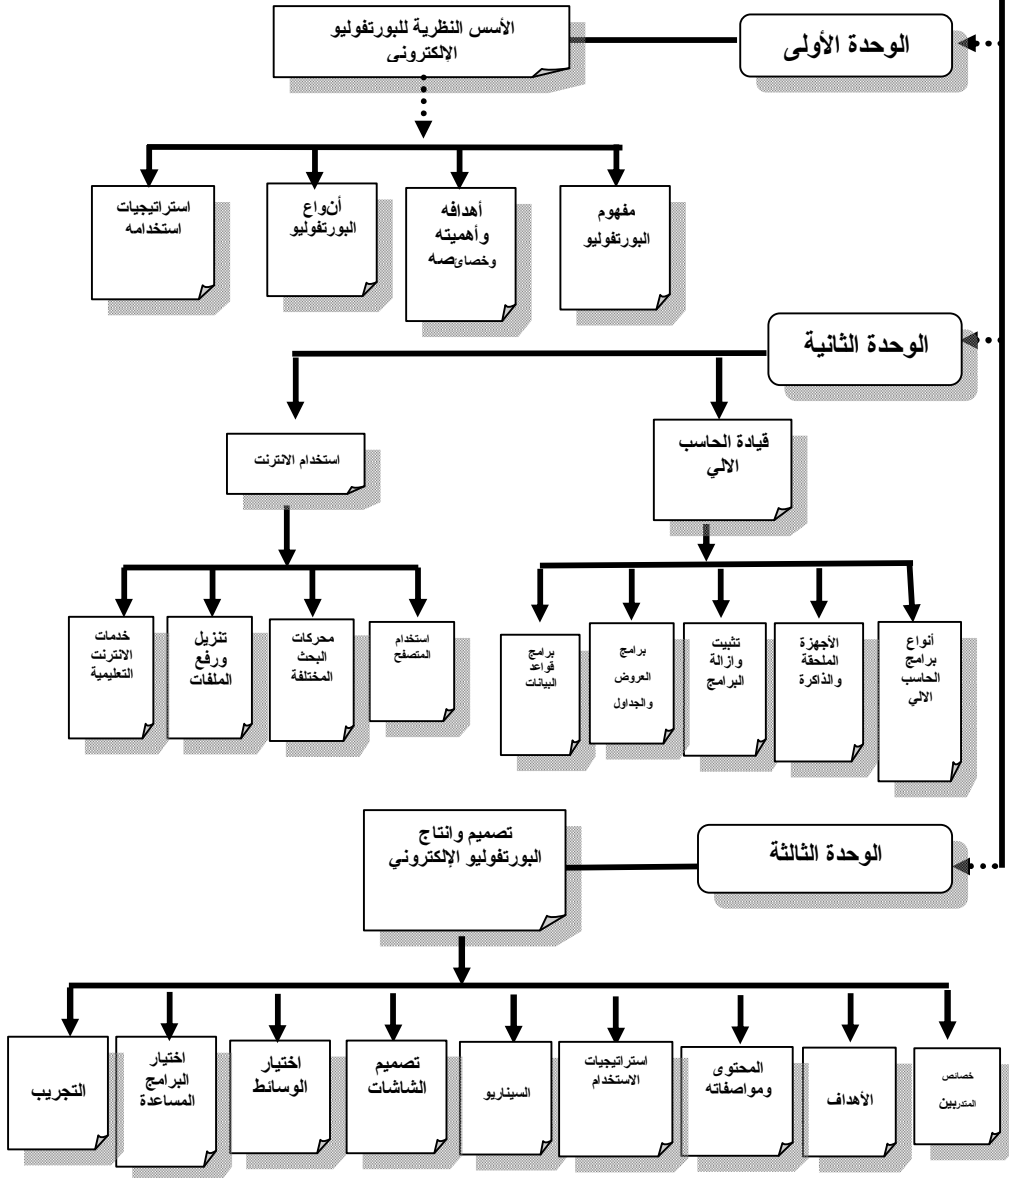 الوحدة الأولى
الأسس النظرية للبورتفوليو
الإلكترونى
مفهوم
البورتفوليو
أهدافه
وأهميته
وخصائصه
أنواع
البورتفوليو
استراتيجيات
استخدامه
الوحدة الثانية
قيادة الحاسب
الالي
استخدام الانترنت
أنواع
برامج
الحاسب
الالي
الأجهزة
الملحقة
والذاكرة
تثبيت
وازالة
البرامج
برامج
العروض
والجداول
برامج
قواعد
البيانات
استخدام
المتصفح
محركات
البحث
المختلفة
تنزيل
ورفع
الملفات
خدمات
الانترنت
التعليمية
الوحدة الثالثة
تصميم وانتاج
البورتفوليو الإلكتروني
خصائص
المتدربين
الأهداف
المحتوى
ومواصفاته
استراتيجيات
الاستخدام
السيناريو
تصميم
الشاشات
اختيار
الوسائط
اختيار
البرامج
المساعدة
التجريب